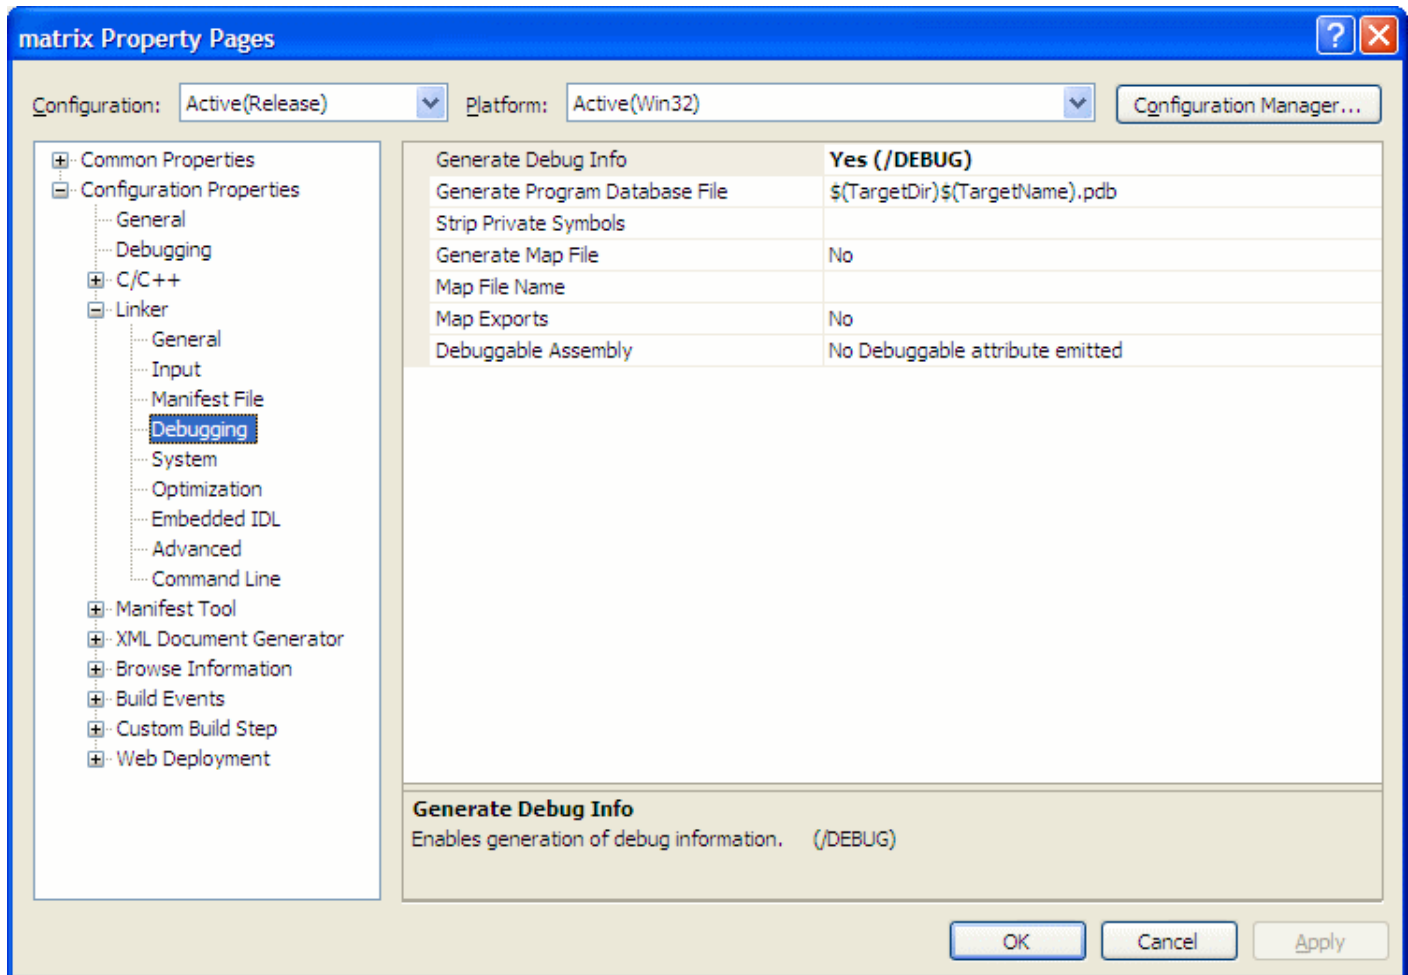 matrix Property Pages
Configuration: Active(Release) Platform: Active(Win32) Configuration Manager...
Common Properties
Configuration Properties
General
Debugging
C/C++
Linker
General
Input
Manifest File
Debugging
System
Optimization
Embedded IDL
Advanced
Command Line
Manifest Tool
XML Document Generator
Browse Information
Build Events
Custom Build Step
Web Deployment
Generate Debug Info Yes (/DEBUG)
Generate Program Database File $(TargetDir)$(TargetName).pdb
Strip Private Symbols
Generate Map File No
Map File Name
Map Exports No
Debuggable Assembly No Debuggable attribute emitted
Generate Debug Info
Enables generation of debug information. (/DEBUG)
OK Cancel Apply